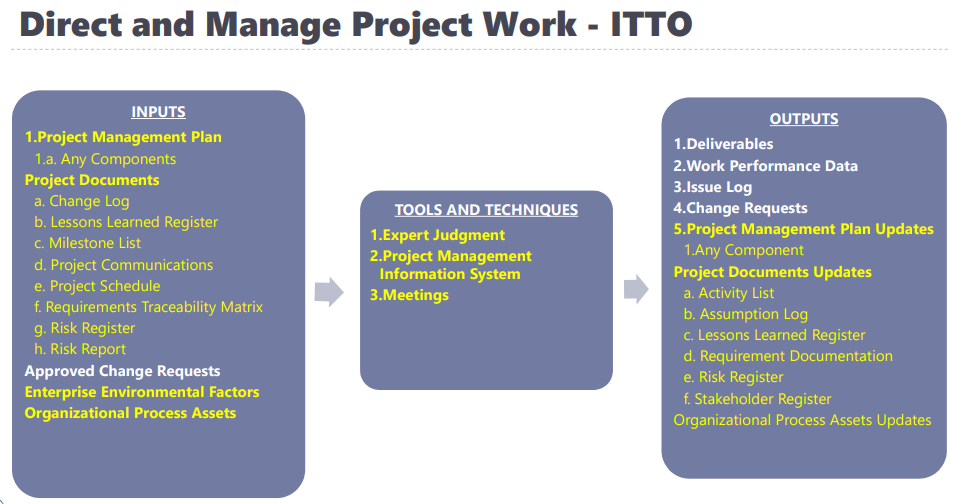 Direct and Manage Project Work - ITTO
INPUTS
1.Project Management Plan
1.a. Any Components
Project Documents
a. Change Log
b. Lessons Learned Register
c. Milestone List
d. Project Communications
e. Project Schedule
f. Requirements Traceability Matrix
g. Risk Register
h. Risk Report
Approved Change Requests
Enterprise Environmental Factors
Organizational Process Assets
TOOLS AND TECHNIQUES
1.Expert Judgment
2.Project Management
Information System
3.Meetings
OUTPUTS
1.Deliverables
2.Work Performance Data
3.Issue Log
4.Change Requests
5.Project Management Plan Updates
1.Any Component
Project Documents Updates
a. Activity List
b. Assumption Log
c. Lessons Learned Register
d. Requirement Documentation
e. Risk Register
f. Stakeholder Register
Organizational Process Assets Updates